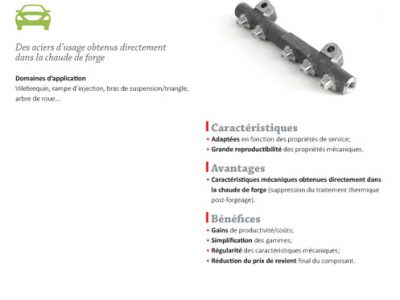 Des aciers d'usage obtenus directement
dans la chaude de forge
Domaines d'application
Vilebrequin, rampe d'injection, bras de suspension/triangle,
arbre de roue...
Caractéristiques
• Adaptées en fonction des propriétés de service;
• Grande reproductibilité des propriétés mécaniques.
Avantages
• Caractéristiques mécaniques obtenues directement dans
la chaude de forge (suppression du traitement thermique
post-forgeage).
Bénéfices
• Gains de productivité/coûts;
• Simplification des gammes;
• Régularité des caractéristiques mécaniques;
• Réduction du prix de revient final du composant.